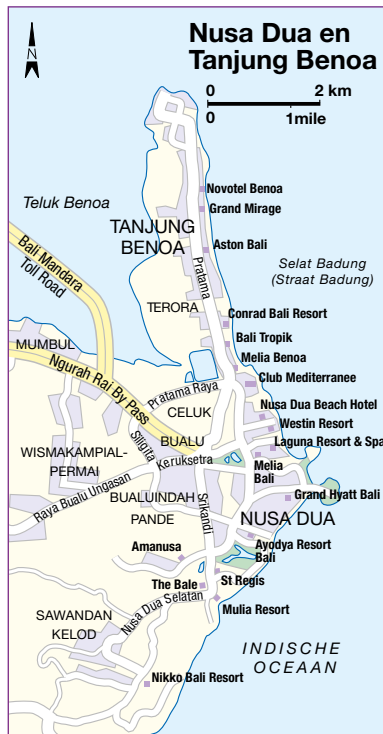 Nusa Dua en
Tanjung Benoa
0 2 km
0 1mile
Novotel Benoa
Teluk Benoa
Grand Mirage
TANJUNG
BENOA
Aston Bali
Bali Mandara
Toll Road
Pratama
Selat Badung
(Straat Badung)
TERORA
Conrad Bali Resort
Bali Tropik
MUMBUL
Melia Benoa
Ngurah Rai By Pass
Club Mediterranee
Pratama Raya
Nusa Dua Beach Hotel
CELUK
Westin Resort
BUALU
Siligita
Laguna Resort & Spa
WISMAKAMPIAL-
PERMAI
Keruksetra
Melia
Bali
Raya Bualu Ungasan
BUALUINDAH
Grand Hyatt Bali
Srikandi
PANDE
NUSA DUA
Ayodya Resort
Bali
Amanusa
The Bale
St Regis
Nusa Dua Selatan
Mulia Resort
SAWANDAN
KELOD
INDISCHE
OCEAAN
Nikko Bali Resort